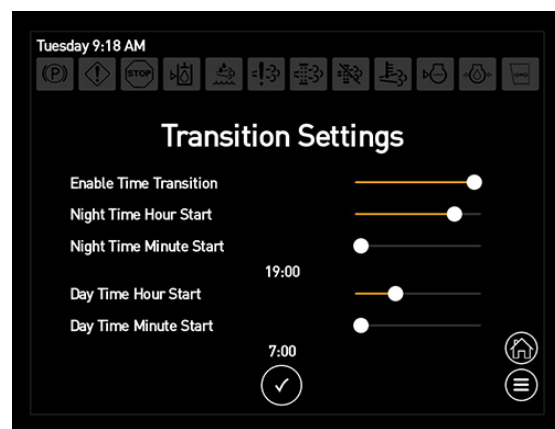 Tuesday 9:18 AM
(P) STOP
Transition Settings
Enable Time Transition
Night Time Hour Start
Night Time Minute Start
19:00
Day Time Hour Start
Day Time Minute Start
7:00